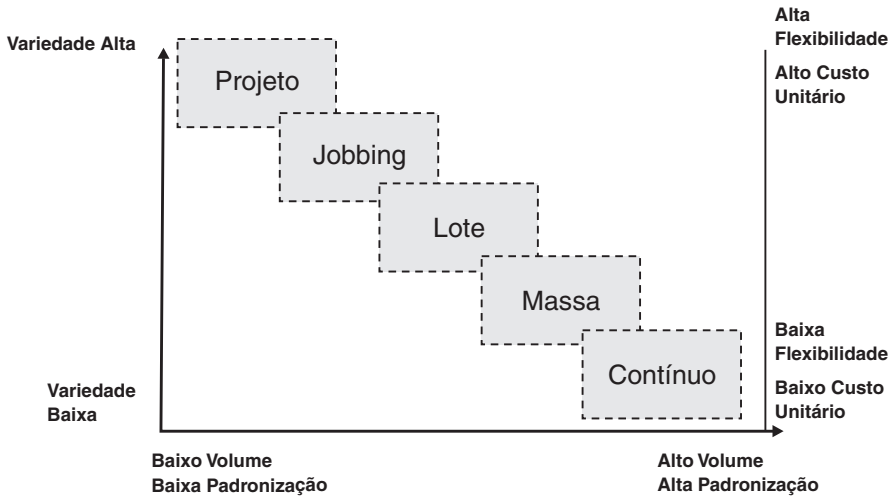 Variedade Alta
Alta
Flexibilidade
Alto Custo
Unitário
Projeto
Jobbing
Lote
Massa
Contínuo
Baixa
Flexibilidade
Baixo Custo
Unitário
Variedade
Baixa
Baixo Volume
Baixa Padronização
Alto Volume
Alta Padronização